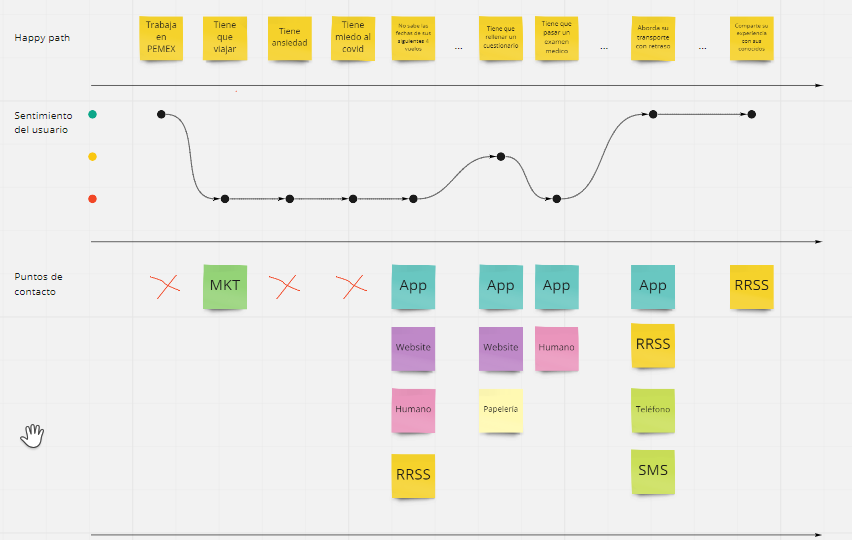 Happy path
Trabaja
en
PEMEX
Tiene
que
viajar
Tiene
ansiedad
Tiene
miedo al
covid
No sabe las
fechas de sus
siguientes 4
vuelos
...
Tiene que
rellenar un
cuestionario
Tiene que
pasar un
examen
medico
...
Aborda su
transporte
con retraso
...
Comparte su
experiencia
con sus
conocidos
Sentimiento
del usuario
Puntos de
contacto
MKT
App
App
App
App
RRSS
Website
Website
Humano
RRSS
Humano
Papelería
Teléfono
RRSS
SMS